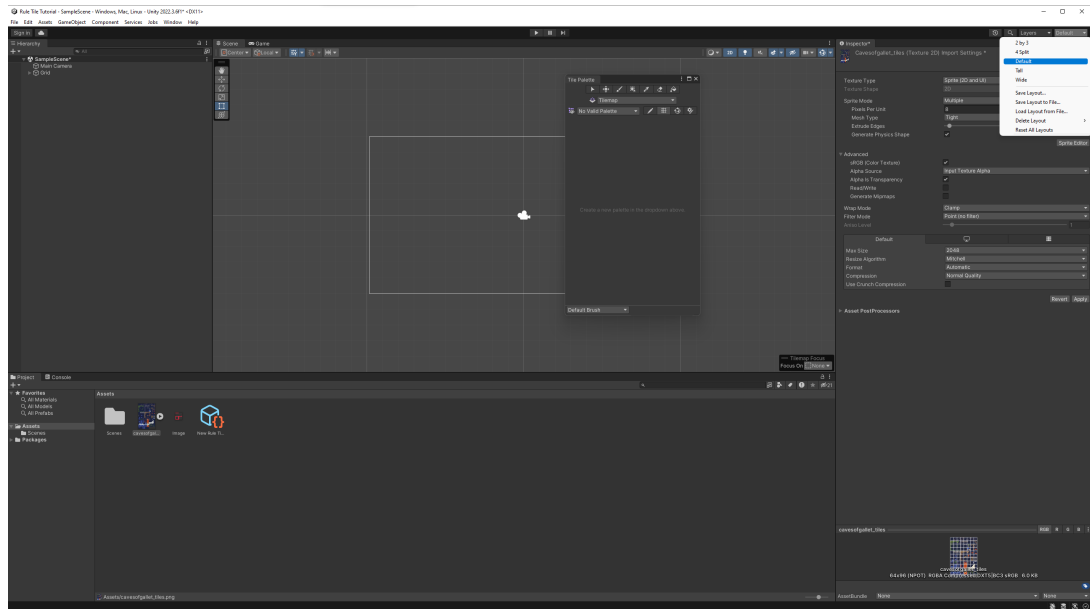 Rule Tile Tutorial - SampleScene - Windows, Mac, Linux - Unity 2022.3.6f1* <DX11>
File Edit Assets GameObject Component Services Jobs Window Help
Sign in
Layers Default
Hierarchy
All
SampleScene*
Main Camera
Grid
Scene Game
Center Local
2D
Tile Palette
Tilemap
No Valid Palette
Create a new palette in the dropdown above.
Default Brush
Tilemap Focus
Focus On None
Inspector*
Cavesofgallet_tiles (Texture 2D) Import Settings *
2 by 3
4 Split
Default
Tall
Wide
Save Layout...
Save Layout to File...
Load Layout from File...
Delete Layout
Reset All Layouts
Texture Type Sprite (2D and UI)
Texture Shape 2D
Sprite Mode Multiple
Pixels Per Unit 8
Mesh Type Tight
Extrude Edges
Generate Physics Shape
Sprite Editor
Advanced
sRGB (Color Texture)
Alpha Source Input Texture Alpha
Alpha Is Transparency
Read/Write
Generate Mipmaps
Wrap Mode Clamp
Filter Mode Point (no filter)
Aniso Level 1
Default
Max Size 2048
Resize Algorithm Mitchell
Format Automatic
Compression Normal Quality
Use Crunch Compression
Revert Apply
Asset PostProcessors
Project Console
21
Favorites
All Materials
All Models
All Prefabs
Assets
Scenes
Packages
Assets
Scenes cavesofgal... image New Rule Ti...
Assets/cavesofgallet_tiles.png
cavesofgallet_tiles
RGB R G B
cavesofgallet_tiles
64x96 (NPOT) RGBA Compressed DXT5|BC3 sRGB 6.0 KB
AssetBundle None None